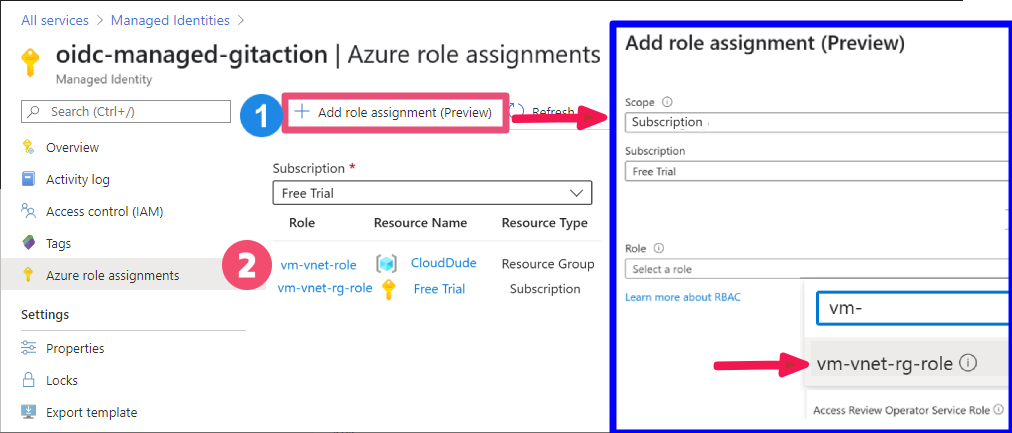 All services > Managed Identities >
oidc-managed-gitaction | Azure role assignments
Managed Identity
Search (Ctrl+/)
Overview
Activity log
Access control (IAM)
Tags
Azure role assignments
Settings
Properties
Locks
Export template
1
+ Add role assignment (Preview)
Refresh
Subscription *
Free Trial
Role Resource Name Resource Type
2
vm-vnet-role CloudDude Resource Group
vm-vnet-rg-role Free Trial Subscription
Add role assignment (Preview)
Scope
Subscription
Subscription
Free Trial
Role
Select a role
Learn more about RBAC
vm-
vm-vnet-rg-role
Access Review Operator Service Role